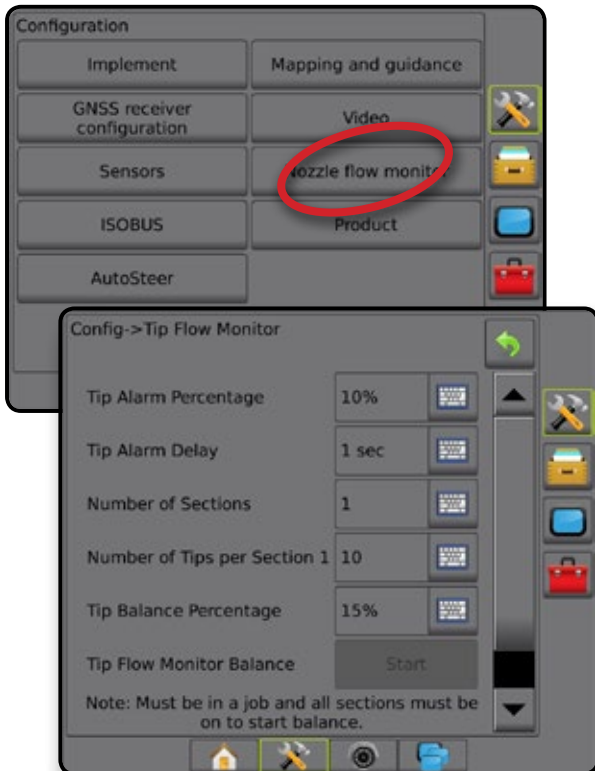 Configuration
Implement
Mapping and guidance
GNSS receiver
configuration
Video
Sensors
Nozzle flow monitor
ISOBUS
Product
AutoSteer
Config->Tip Flow Monitor
Tip Alarm Percentage
10%
Tip Alarm Delay
1 sec
Number of Sections
1
Number of Tips per Section 1
10
Tip Balance Percentage
15%
Tip Flow Monitor Balance
Start
Note: Must be in a job and all sections must be
on to start balance.